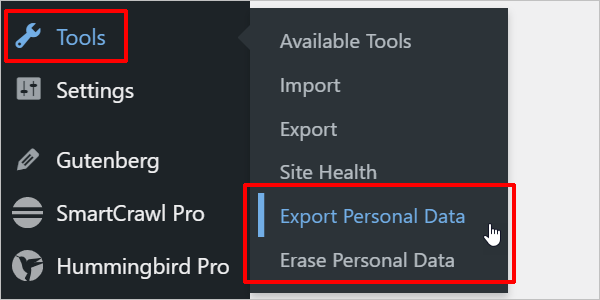 Tools
Settings
Gutenberg
SmartCrawl Pro
Hummingbird Pro
Available Tools
Import
Export
Site Health
Export Personal Data
Erase Personal Data